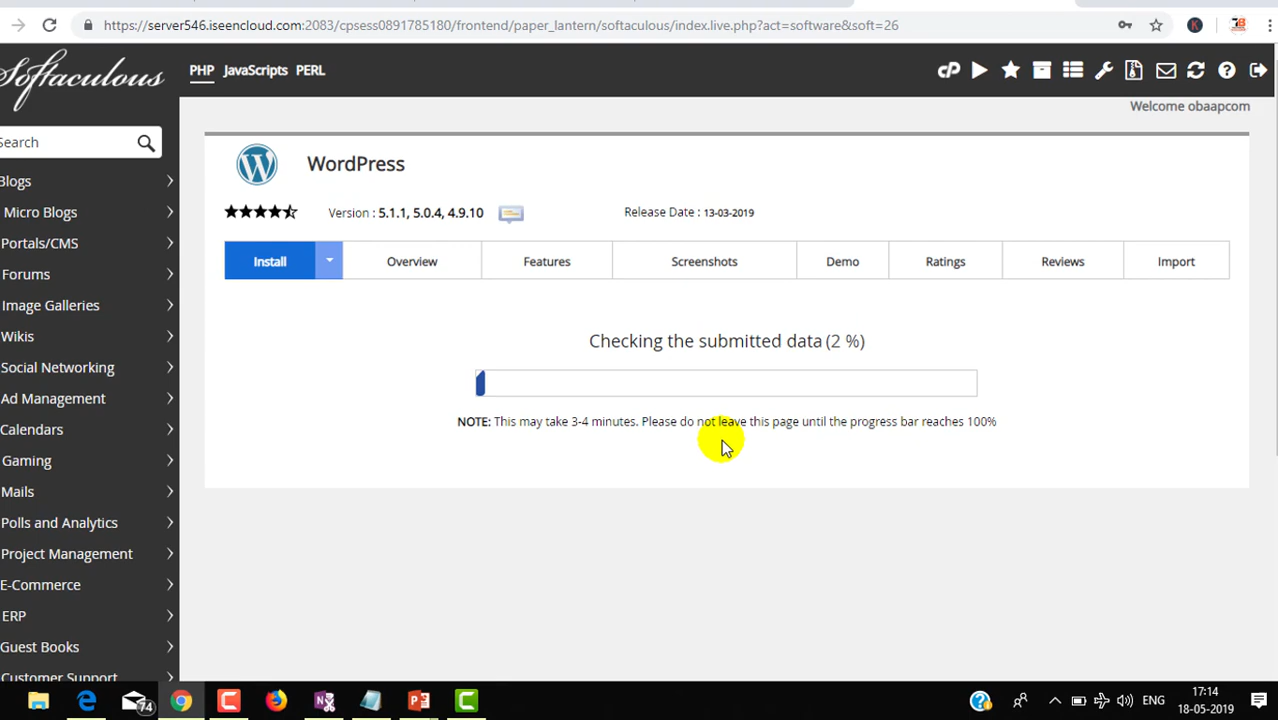 https://server546.iseencloud.com:2083/cpsess0891785180/frontend/paper_lantern/softaculous/index.live.php?act=software&soft=26
Softaculous
PHP JavaScripts PERL
Welcome obaapcom
Search
Blogs
Micro Blogs
Portals/CMS
Forums
Image Galleries
Wikis
Social Networking
Ad Management
Calendars
Gaming
Mails
Polls and Analytics
Project Management
E-Commerce
ERP
Guest Books
Customer Support
WordPress
Version : 5.1.1, 5.0.4, 4.9.10
Release Date : 13-03-2019
Install Overview Features Screenshots Demo Ratings Reviews Import
Checking the submitted data (2 %)
NOTE: This may take 3-4 minutes. Please do not leave this page until the progress bar reaches 100%
74
ENG
17:14
18-05-2019